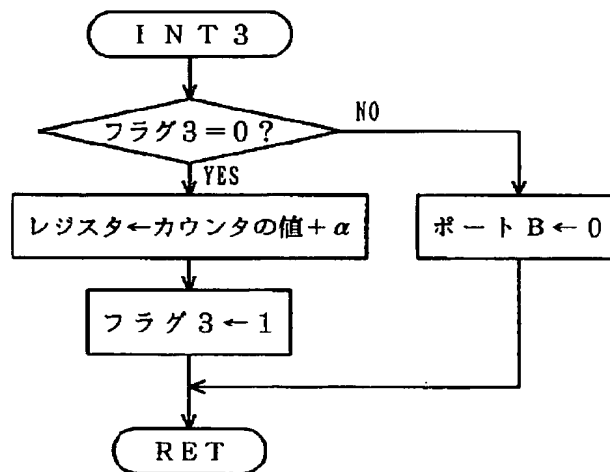 INT3
フラグ3=0?
NO
YES
レジスタ←カウンタの値+α
ポートB←0
フラグ3←1
RET